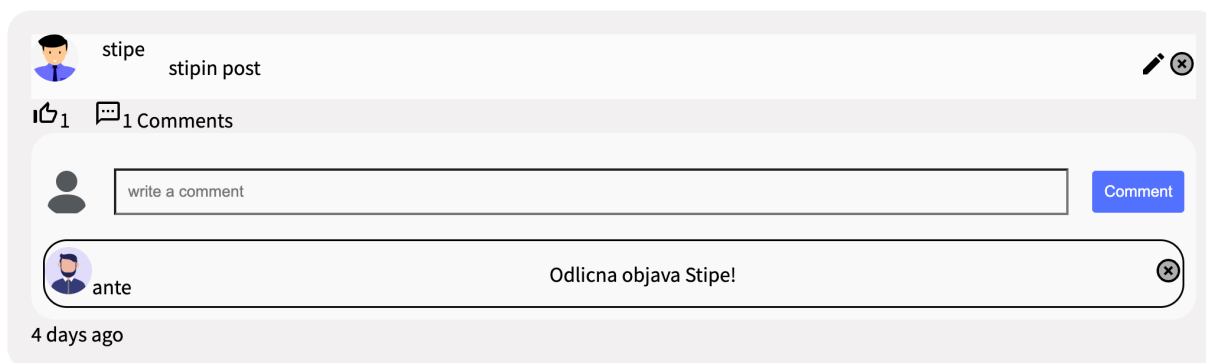 stipe
stipin post
1 1 Comments
write a comment Comment
ante Odlicna objava Stipe!
4 days ago